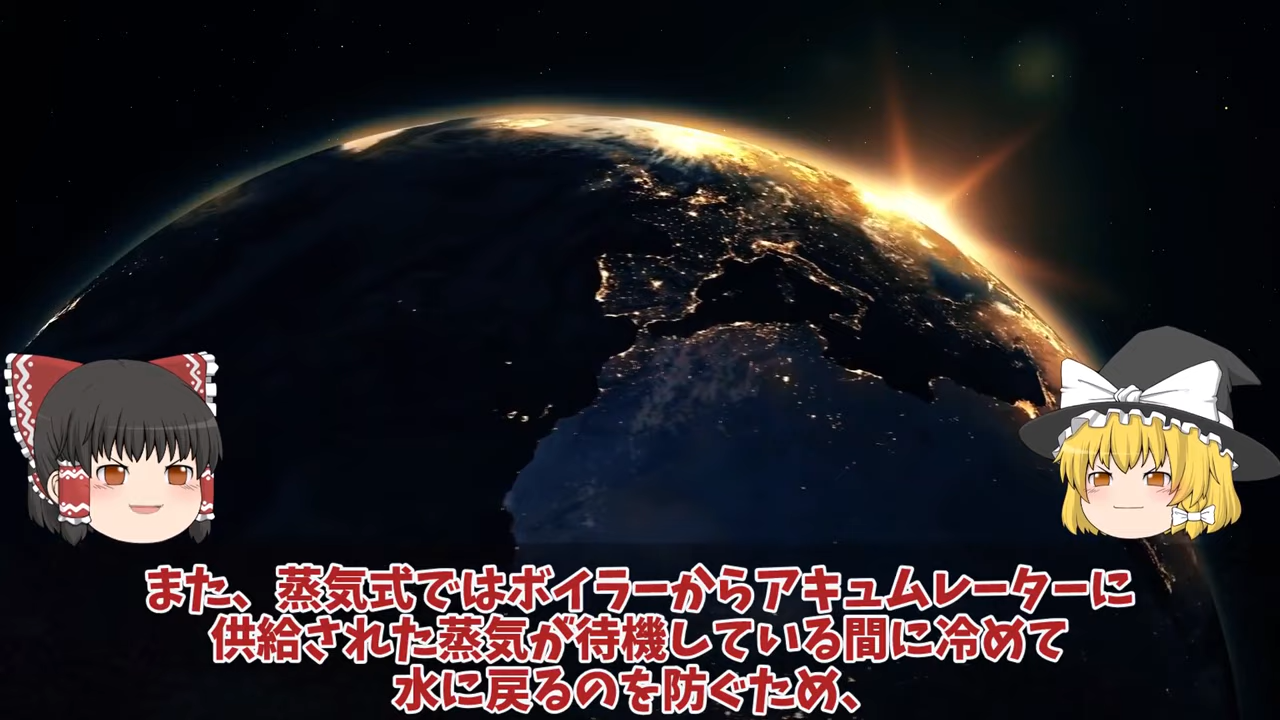 また、蒸気式ではボイラーからアキュムレーターに
供給された蒸気が待機している間に冷めて
水に戻るのを防ぐため、